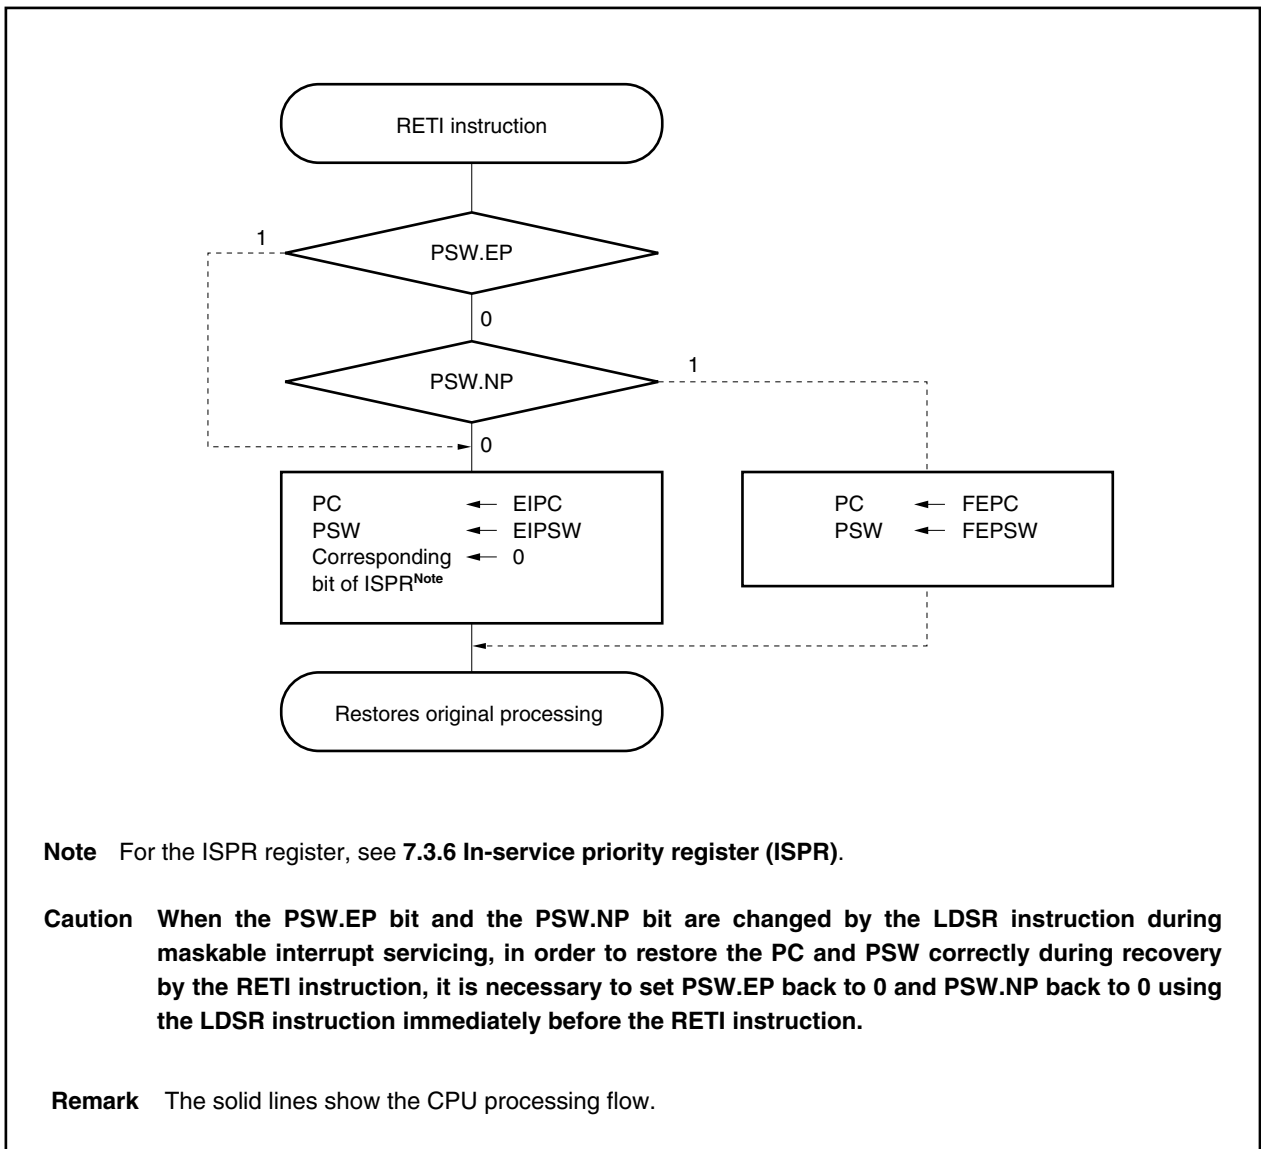 RETI instruction
1
PSW.EP
0
1
PSW.NP
0
PC ← EIPC
PSW ← EIPSW
Corresponding ← 0
bit of ISPRNote
PC ← FEPC
PSW ← FEPSW
Restores original processing
Note For the ISPR register, see 7.3.6 In-service priority register (ISPR).
Caution When the PSW.EP bit and the PSW.NP bit are changed by the LDSR instruction during
maskable interrupt servicing, in order to restore the PC and PSW correctly during recovery
by the RETI instruction, it is necessary to set PSW.EP back to 0 and PSW.NP back to 0 using
the LDSR instruction immediately before the RETI instruction.
Remark The solid lines show the CPU processing flow.